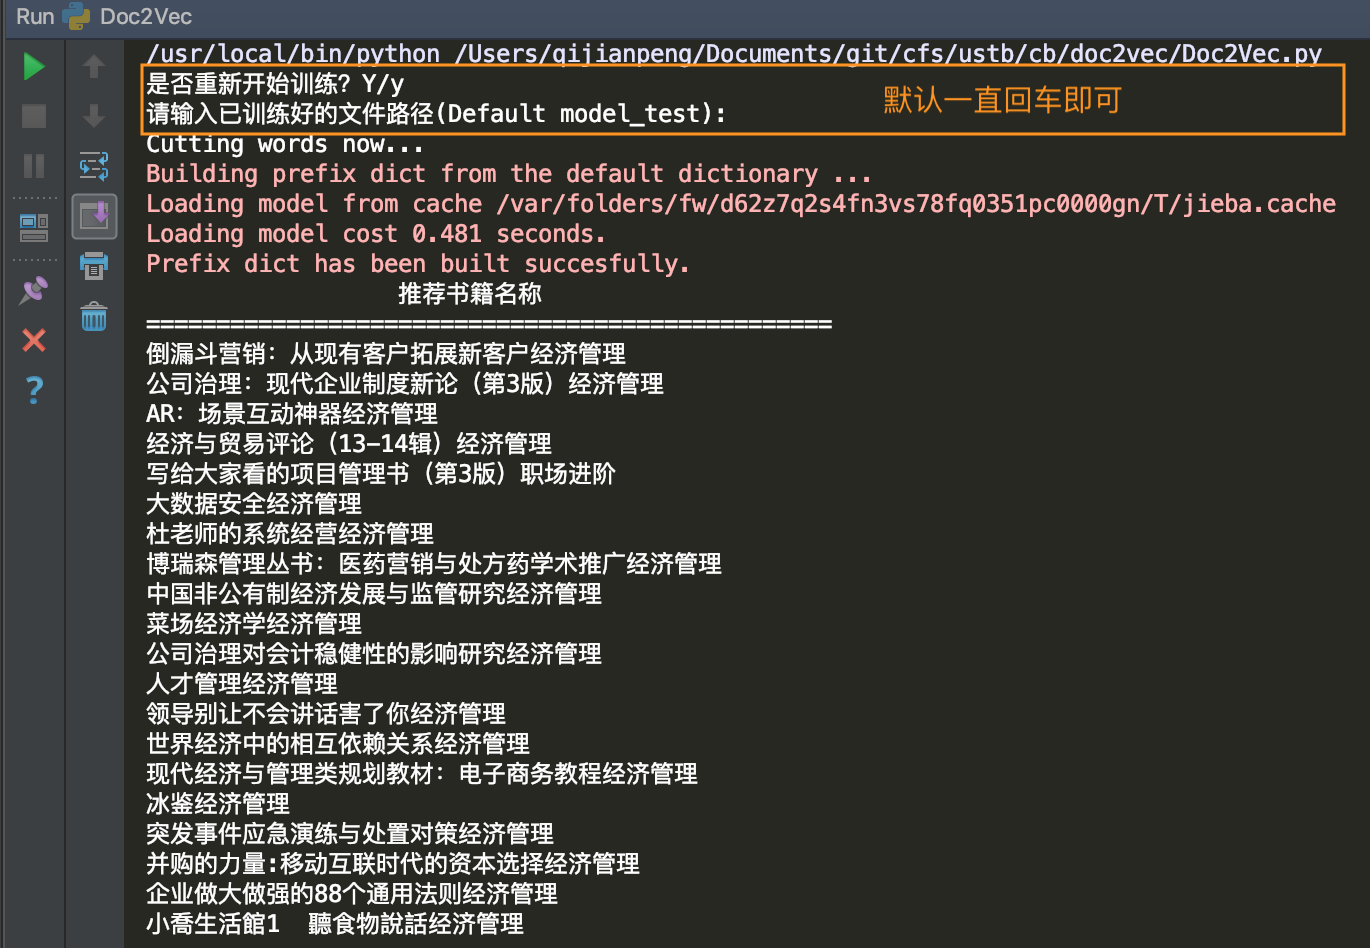 Run Doc2Vec
/usr/local/bin/python /Users/qijianpeng/Documents/git/cfs/ustb/cb/doc2vec/Doc2Vec.py
是否重新开始训练? Y/y
请输入已训练好的文件路径(Default model_test):
默认一直回车即可
Cutting words now...
Building prefix dict from the default dictionary ...
Loading model from cache /var/folders/fw/d62z7q2s4fn3vs78fq0351pc0000gn/T/jieba.cache
Loading model cost 0.481 seconds.
Prefix dict has been built succesfully.
推荐书籍名称
=================================================
倒漏斗营销：从现有客户拓展新客户经济管理
公司治理：现代企业制度新论（第3版）经济管理
AR：场景互动神器经济管理
经济与贸易评论（13-14辑）经济管理
写给大家看的项目管理书（第3版）职场进阶
大数据安全经济管理
杜老师的系统经营经济管理
博瑞森管理丛书：医药营销与处方药学术推广经济管理
中国非公有制经济发展与监管研究经济管理
菜场经济学经济管理
公司治理对会计稳健性的影响研究经济管理
人才管理经济管理
领导别让不会讲话害了你经济管理
世界经济中的相互依赖关系经济管理
现代经济与管理类规划教材：电子商务教程经济管理
冰鉴经济管理
突发事件应急演练与处置对策经济管理
并购的力量:移动互联时代的资本选择经济管理
企业做大做强的88个通用法则经济管理
小喬生活館1　聽食物說話经济管理